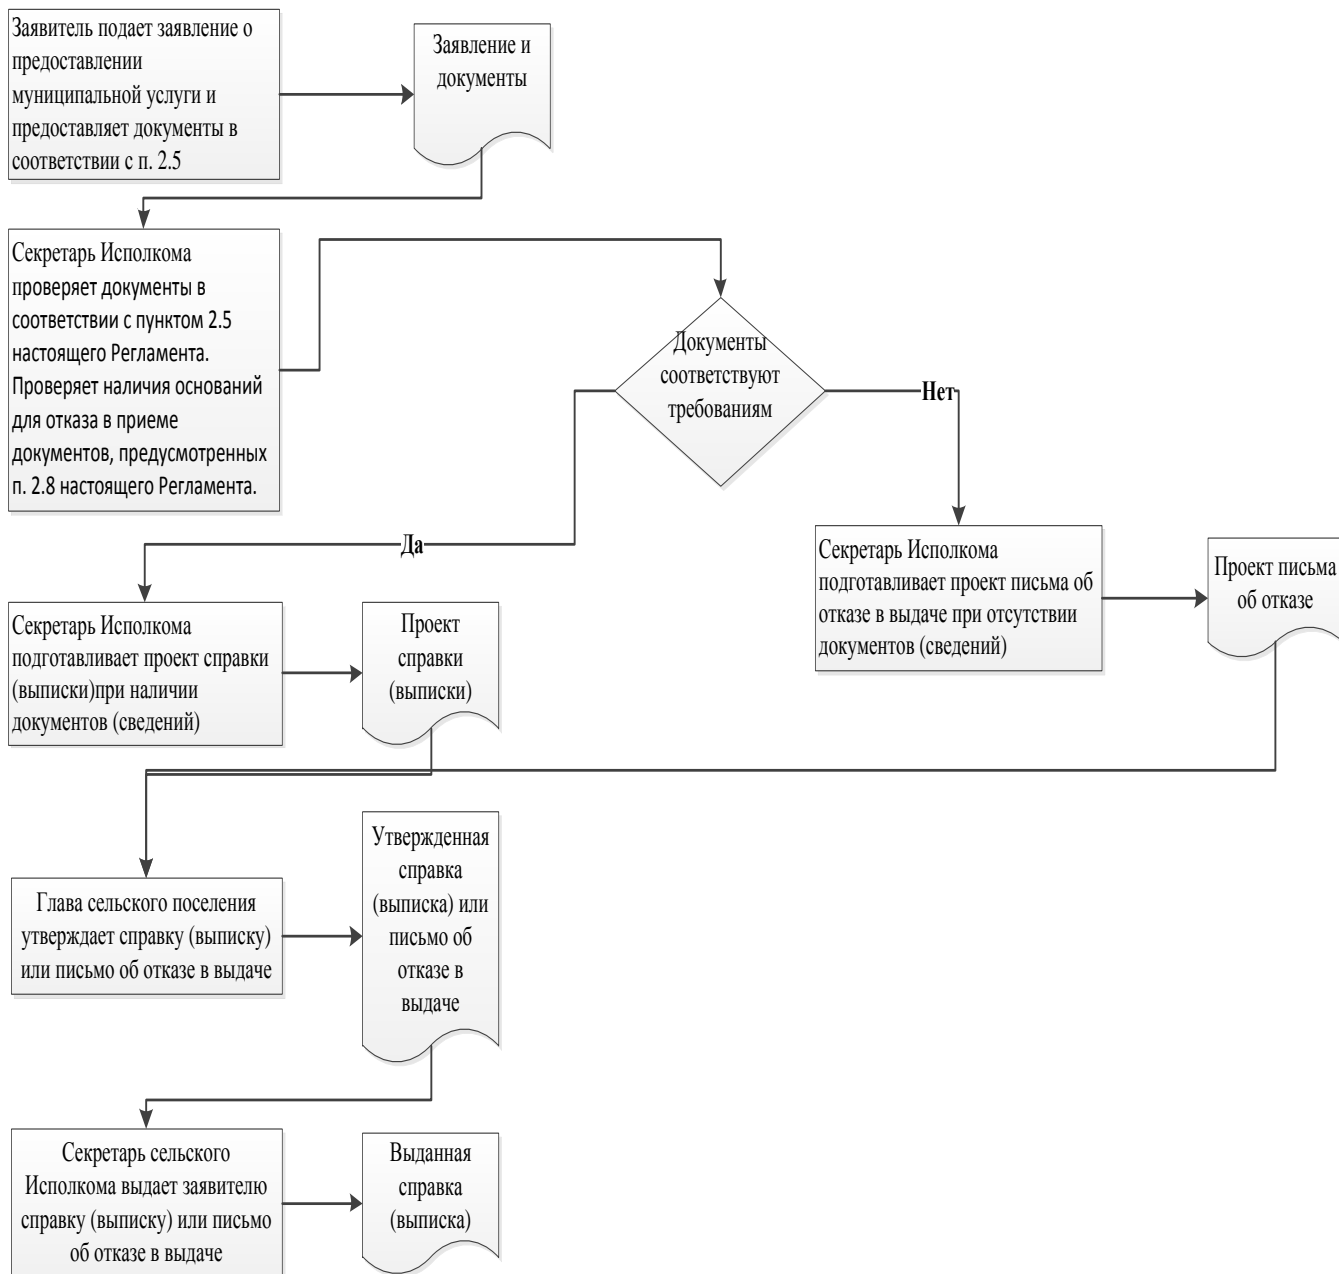 Заявитель подает заявление о
предоставлении
муниципальной услуги и
предоставляет документы в
соответствии с п. 2.5
Заявление и
документы
Секретарь Исполкома
проверяет документы в
соответствии с пунктом 2.5
настоящего Регламента.
Проверяет наличия оснований
для отказа в приеме
документов, предусмотренных
п. 2.8 настоящего Регламента.
Документы
соответствуют
требованиям
Нет
Да
Секретарь Исполкома
подготавливает проект письма об
отказе в выдаче при отсутствии
документов (сведений)
Проект письма
об отказе
Секретарь Исполкома
подготавливает проект справки
(выписки)при наличии
документов (сведений)
Проект
справки
(выписки)
Глава сельского поселения
утверждает справку (выписку)
или письмо об отказе в выдаче
Утвержденная
справка
(выписка) или
письмо об
отказе в
выдаче
Секретарь сельского
Исполкома выдает заявителю
справку (выписку) или письмо
об отказе в выдаче
Выданная
справка
(выписка)